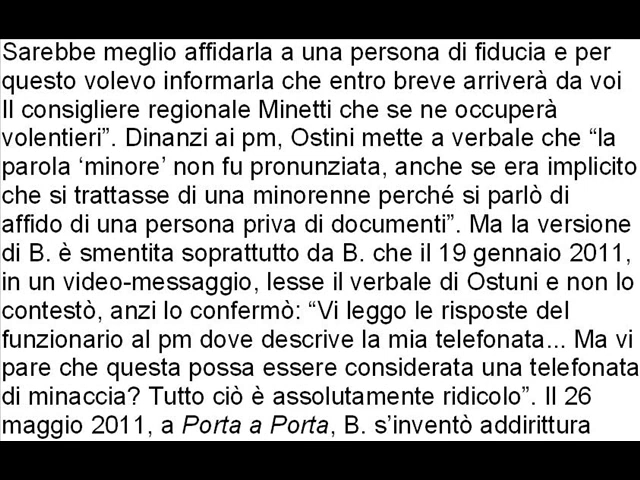 Sarebbe meglio affidarla a una persona di fiducia e per
questo volevo informarla che entro breve arriverà da voi
Il consigliere regionale Minetti che se ne occuperà
volentieri”. Dinanzi ai pm, Ostini mette a verbale che “la
parola ‘minore’ non fu pronunziata, anche se era implicito
che si trattasse di una minorenne perché si parlò di
affido di una persona priva di documenti”. Ma la versione
di B. è smentita soprattutto da B. che il 19 gennaio 2011,
in un video-messaggio, lesse il verbale di Ostuni e non lo
contestò, anzi lo confermò: “Vi leggo le risposte del
funzionario al pm dove descrive la mia telefonata... Ma vi
pare che questa possa essere considerata una telefonata
di minaccia? Tutto ciò è assolutamente ridicolo”. Il 26
maggio 2011, a Porta a Porta, B. s’inventò addirittura